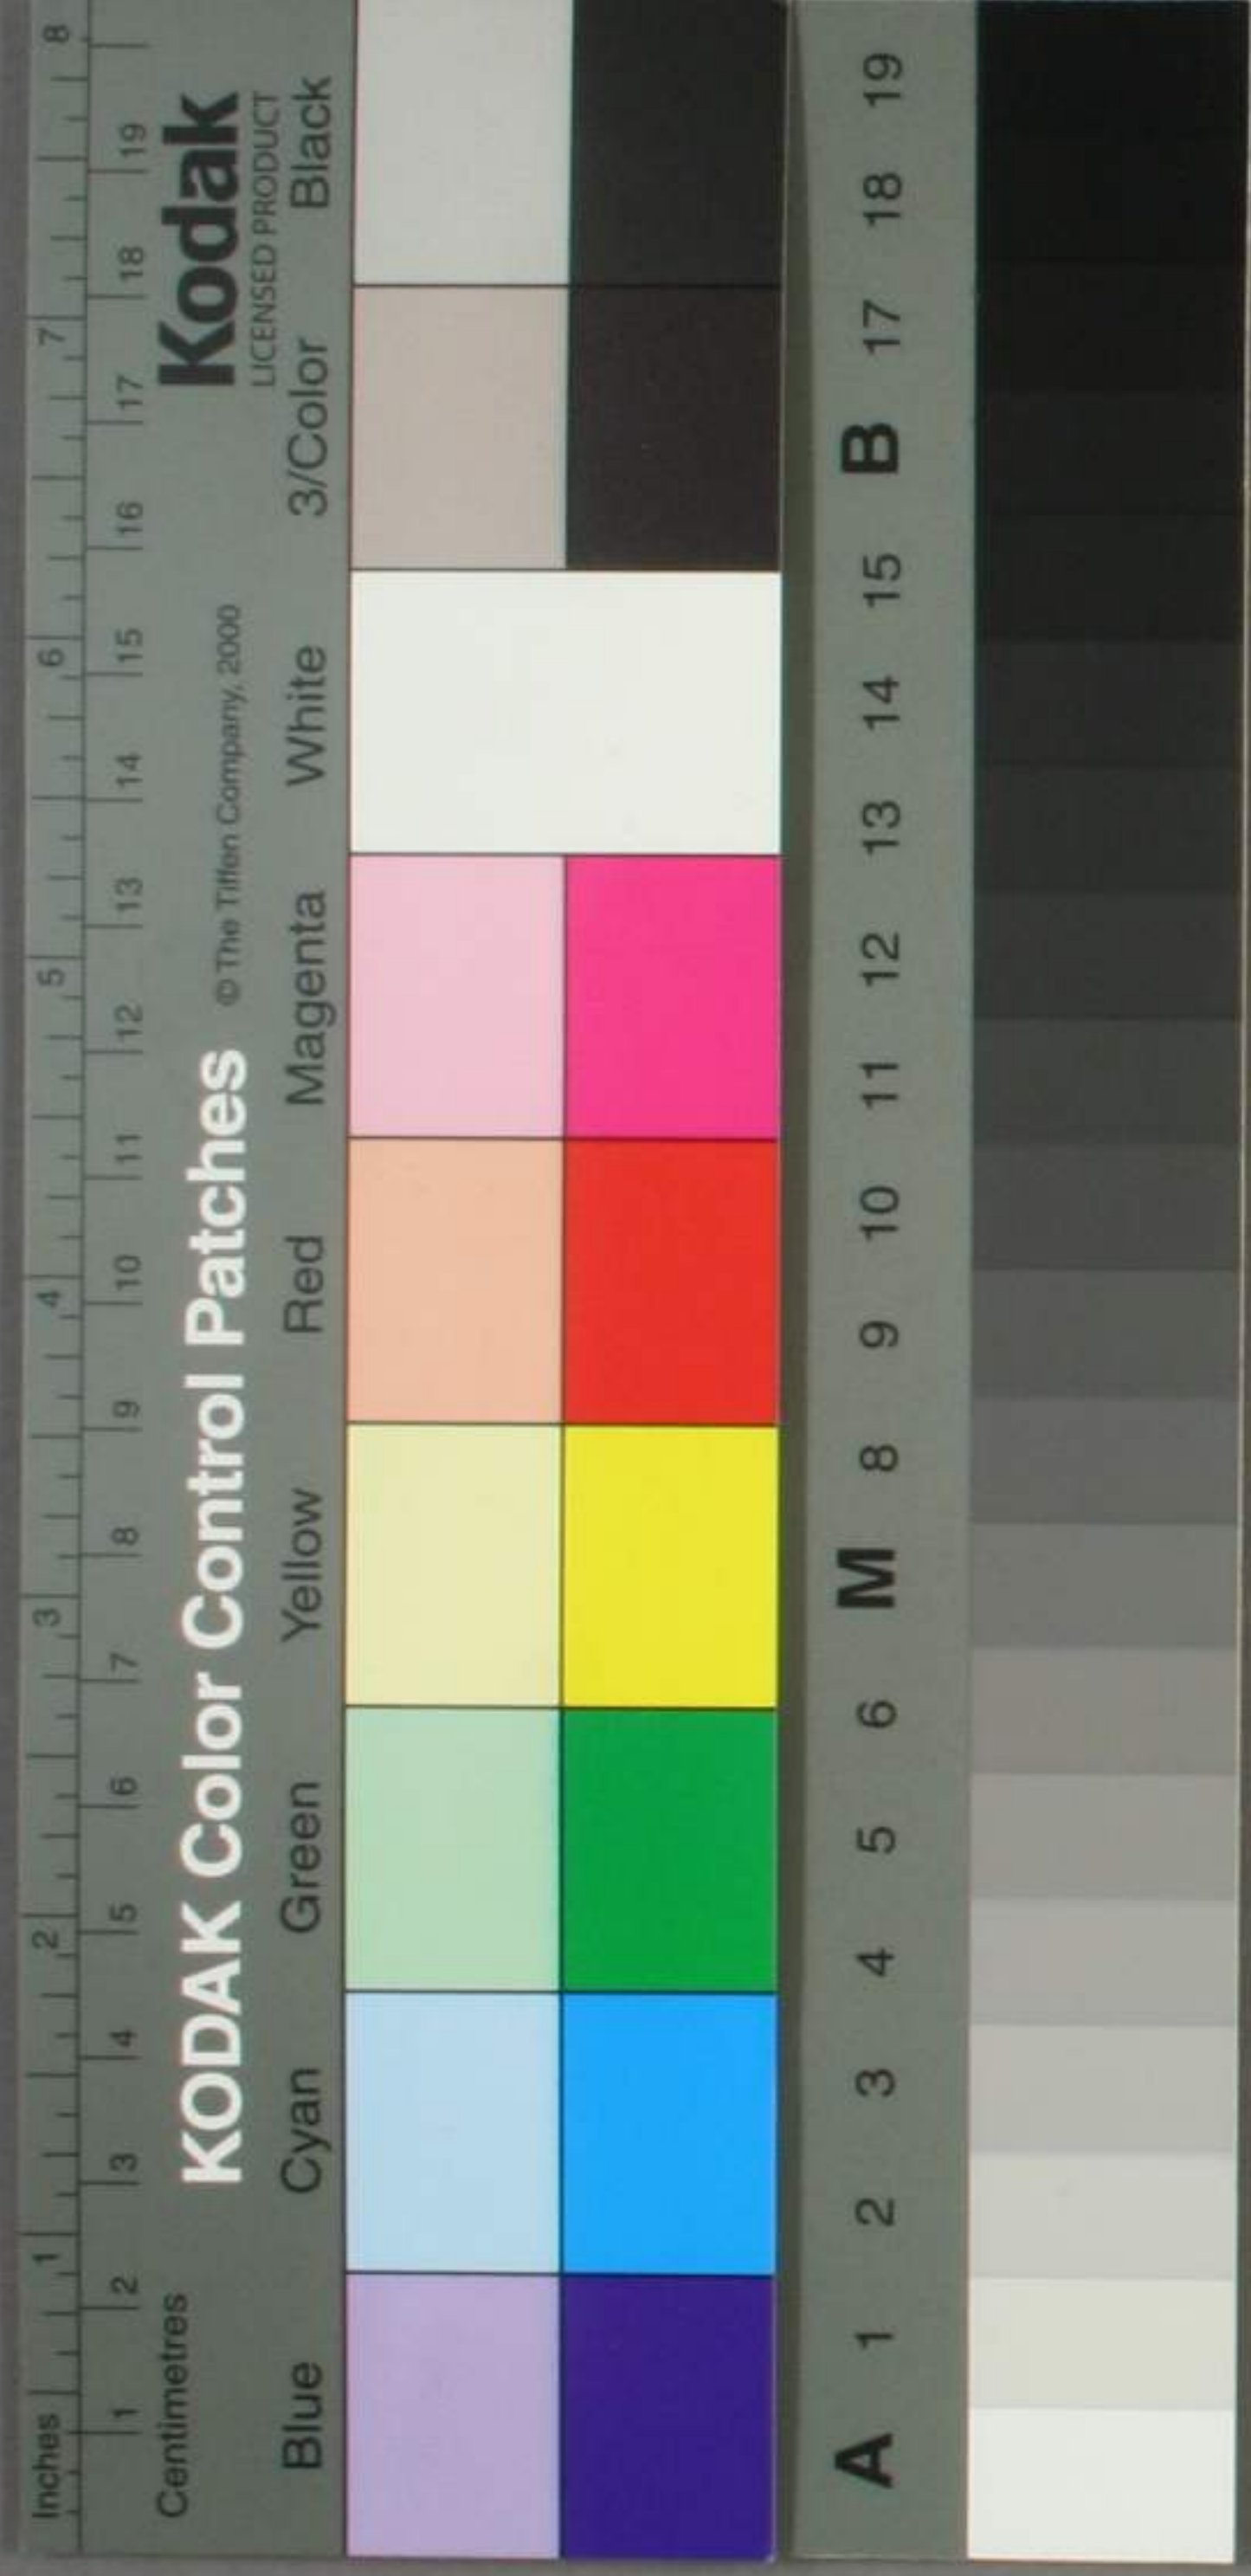 Inches 1 2 3 4 5 6 7 8
Centimetres 1 2 3 4 5 6 7 8 9 10 11 12 13 14 15 16 17 18 19
KODAK Color Control Patches © The Tiffen Company, 2000 Kodak
LICENSED PRODUCT
Blue Cyan Green Yellow Red Magenta White 3/Color Black
A 1 2 3 4 5 6 M 8 9 10 11 12 13 14 15 B 17 18 19